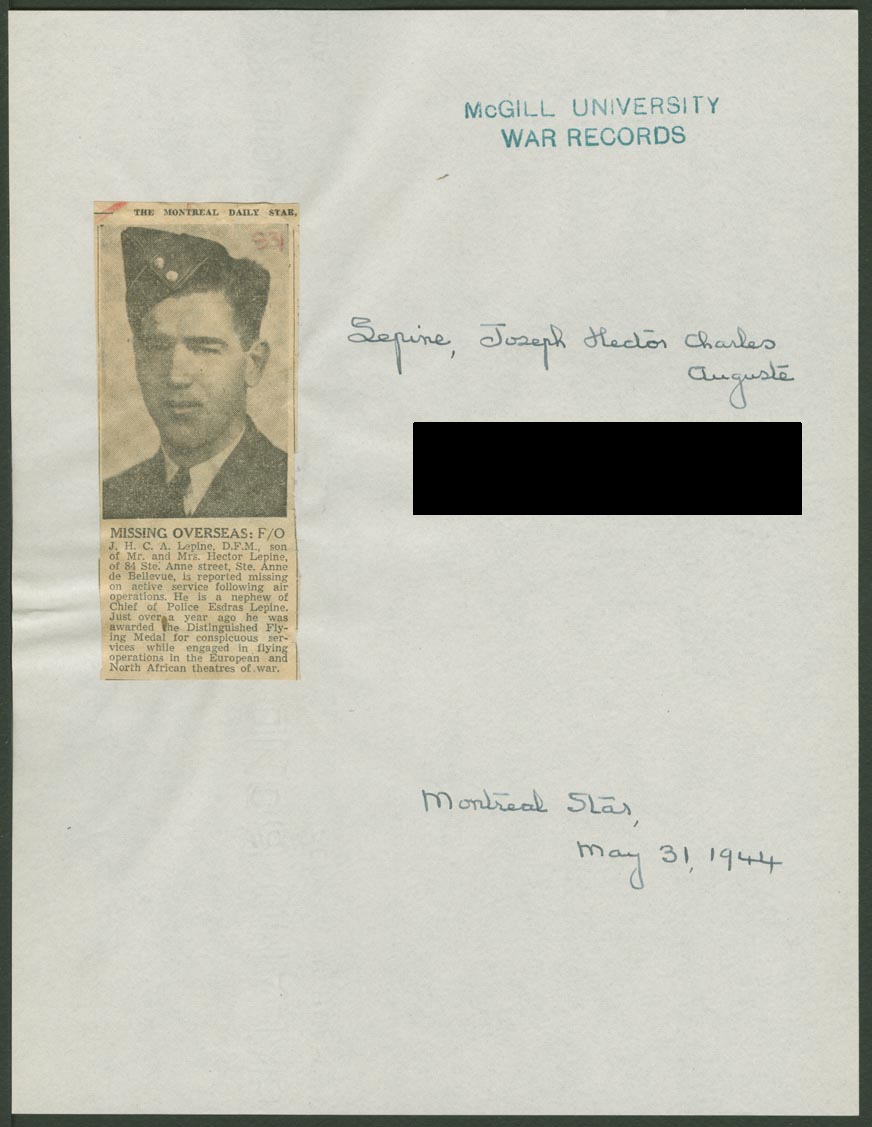 McGILL UNIVERSITY
WAR RECORDS
THE MONTREAL DAILY STAR,
931
Lepine, Joseph Hector Charles
Auguste
MISSING OVERSEAS: F/O
J. H. C. A. Lepine, D.F.M., son
of Mr. and Mrs. Hector Lepine,
of 84 Ste. Anne street, Ste. Anne
de Bellevue, is reported missing
on active service following air
operations. He is a nephew of
Chief of Police Esdras Lepine.
Just over a year ago he was
awarded the Distinguished Fly-
ing Medal for conspicuous ser-
vices while engaged in flying
operations in the European and
North African theatres of war.
Montreal Star,
May 31, 1944